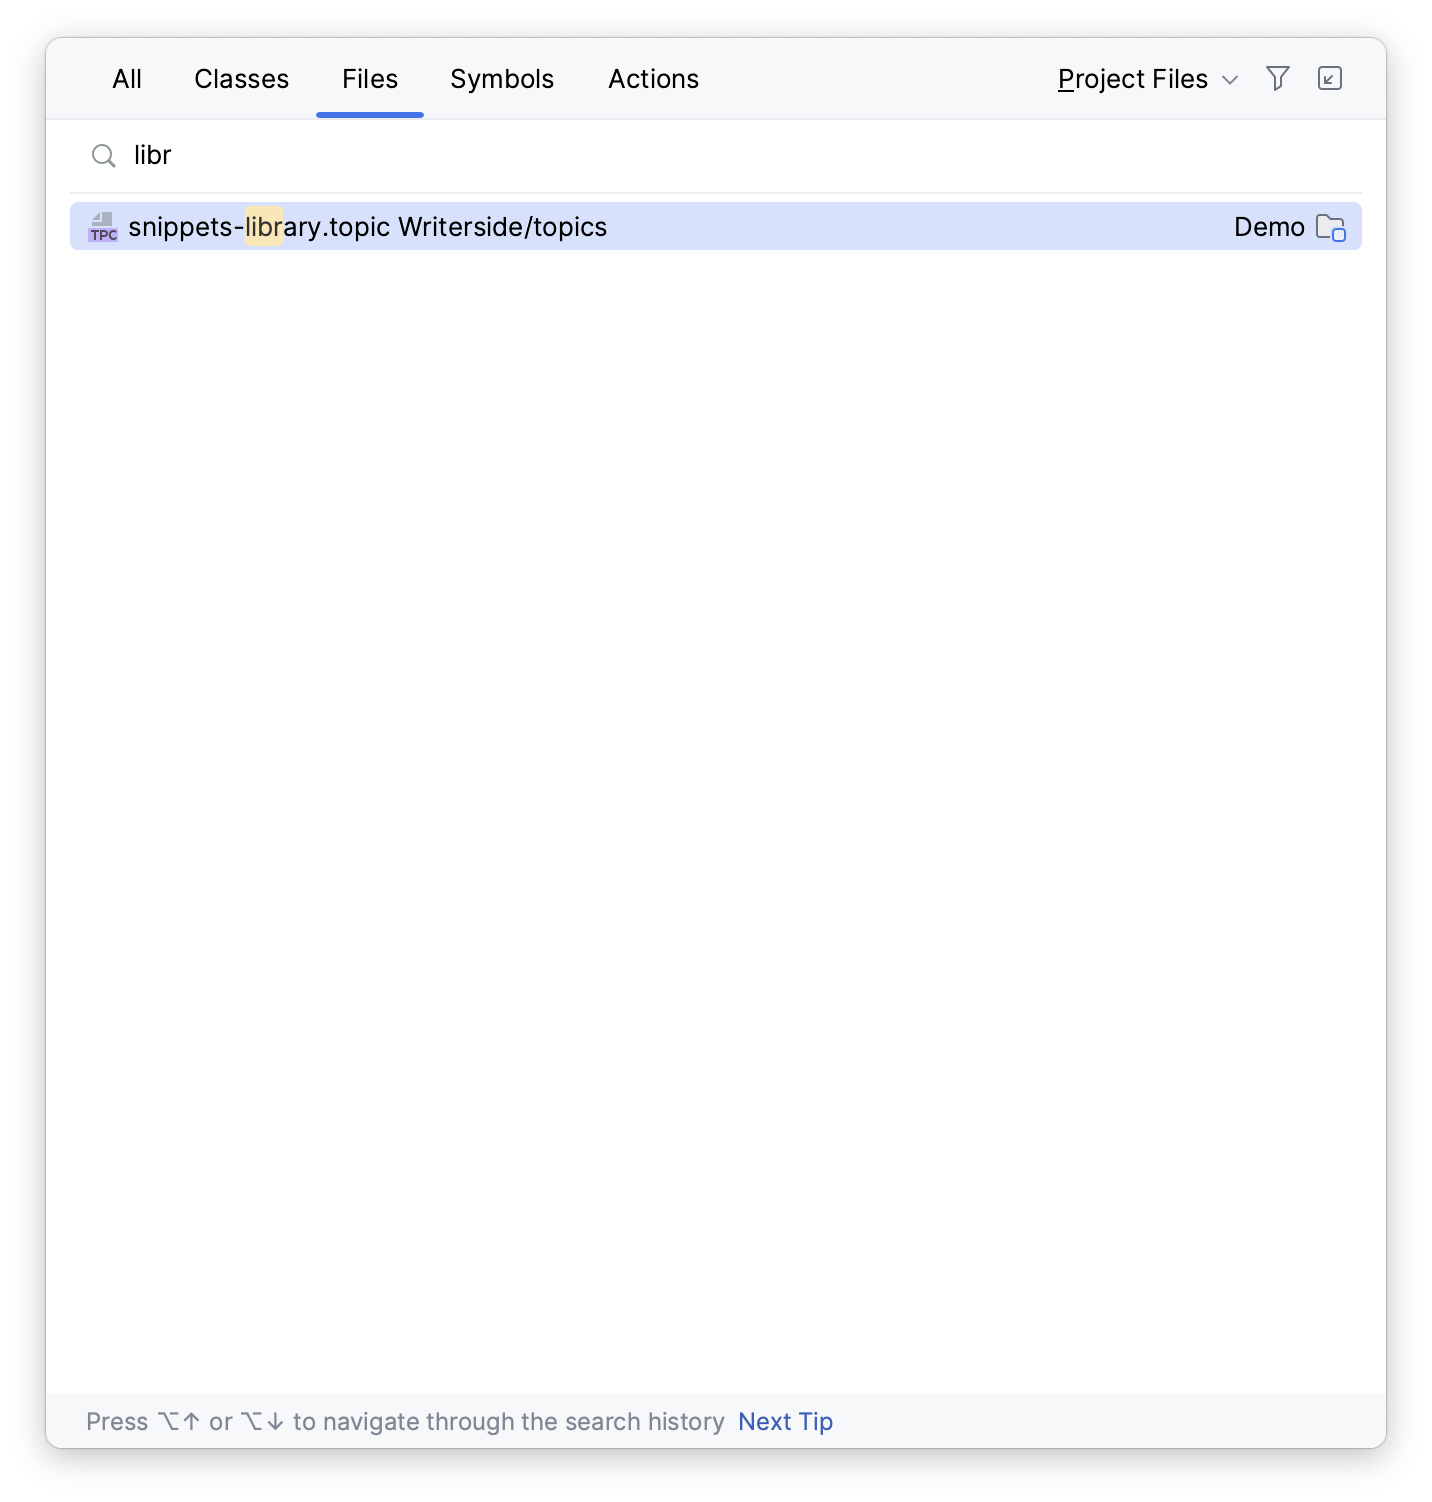 All Classes Files Symbols Actions Project Files
libr
TPC snippets-library.topic Writerside/topics Demo
Press ⌥↑ or ⌥↓ to navigate through the search history Next Tip